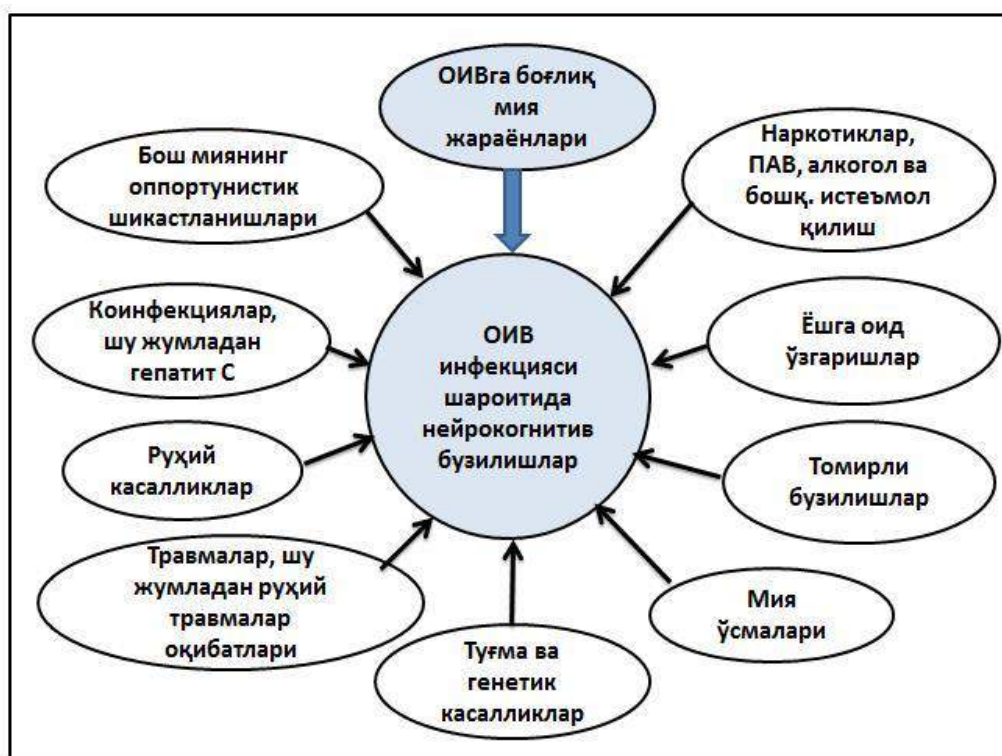 ОИВга боғлиқ
мия
жараёнлари
Наркотиклар,
ПАВ, алкогол ва
бошқ. истеъмол
қилиш
Бош миянинг
оппортунистик
шикастланишлари
Коинфекциялар,
шу жумладан
гепатит С
ОИВ
инфекцияси
шароитида
нейрокогнитив
бузилишлар
Ёшга оид
ўзгаришлар
Руҳий
касалликлар
Томирли
бузилишлар
Травмалар, шу
жумладан руҳий
травмалар
оқибатлари
Туғма ва
генетик
касалликлар
Мия
ўсмалари